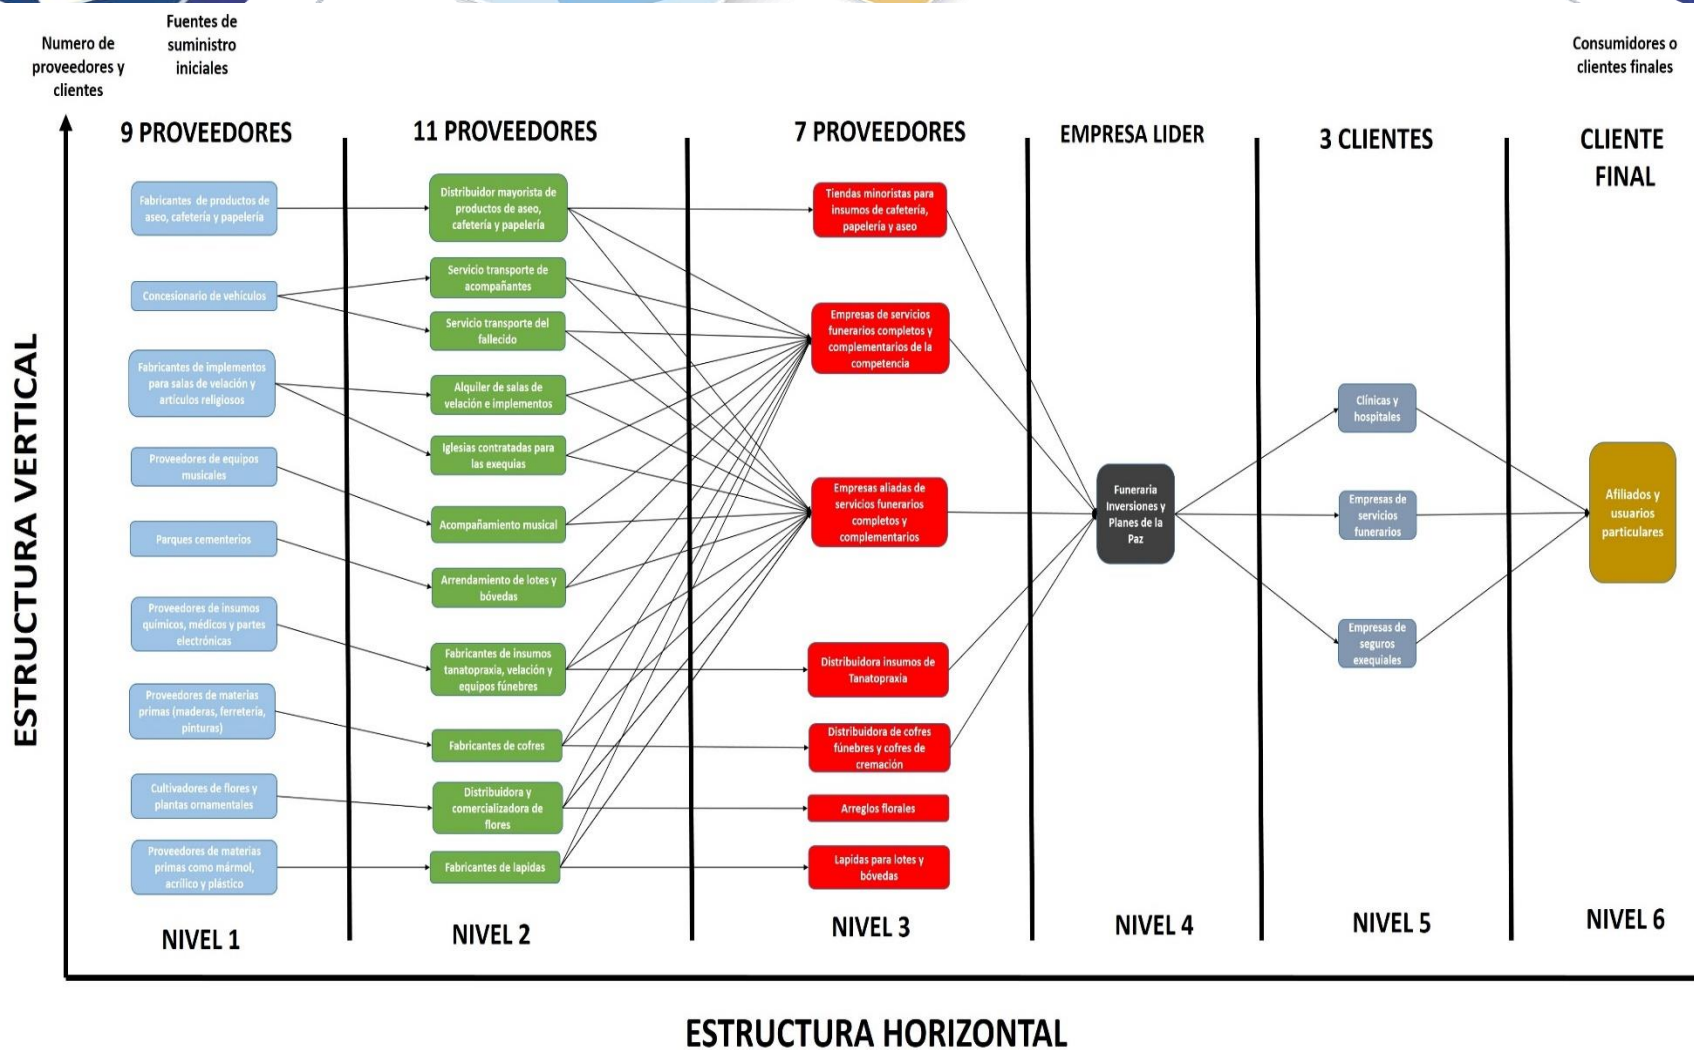 Numero de
proveedores y
clientes
Fuentes de
suministro
iniciales
Consumidores o
clientes finales
9 PROVEEDORES
11 PROVEEDORES
7 PROVEEDORES
EMPRESA LIDER
3 CLIENTES
CLIENTE
FINAL
ESTRUCTURA VERTICAL
Fabricantes de productos de
aseo, cafetería y papelería
Concesionario de vehículos
Fabricantes de implementos
para salas de velación y
artículos religiosos
Proveedores de equipos
musicales
Parques cementerios
Proveedores de insumos
químicos, médicos y partes
electrónicas
Proveedores de materias
primas (maderas, ferretería,
pinturas)
Cultivadores de flores y
plantas ornamentales
Proveedores de materias
primas como mármol,
acrílico y plástico
Distribuidor mayorista de
productos de aseo,
cafetería y papelería
Servicio transporte de
acompañantes
Servicio transporte del
fallecido
Alquiler de salas de
velación e implementos
Iglesias contratadas para
las exequias
Acompañamiento musical
Arrendamiento de lotes y
bóvedas
Fabricantes de insumos
tanatopraxia, velación y
equipos fúnebres
Fabricantes de cofres
Distribuidora y
comercializadora de
flores
Fabricantes de lapidas
Tiendas minoristas para
insumos de cafetería,
papelería y aseo
Empresas de servicios
funerarios completos y
complementarios de la
competencia
Empresas aliadas de
servicios funerarios
completos y
complementarios
Distribuidora insumos de
Tanatopraxia
Distribuidora de cofres
fúnebres y cofres de
cremación
Arreglos florales
Lapidas para lotes y
bóvedas
Funeraria
Inversiones y
Planes de la
Paz
Clínicas y
hospitales
Empresas de
servicios
funerarios
Empresas de
seguros
exequiales
Afiliados y
usuarios
particulares
NIVEL 1
NIVEL 2
NIVEL 3
NIVEL 4
NIVEL 5
NIVEL 6
ESTRUCTURA HORIZONTAL